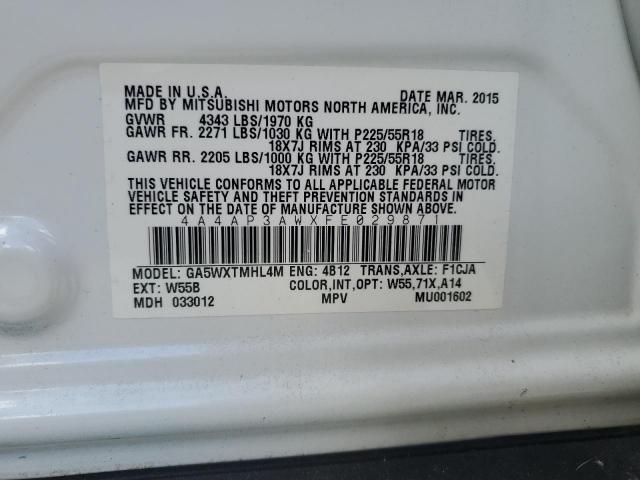 MADE IN U.S.A. DATE MAR. 2015
MFD BY MITSUBISHI MOTORS NORTH AMERICA, INC.
GVWR 4343 LBS/1970 KG
GAWR FR. 2271 LBS/1030 KG WITH P225/55R18 TIRES.
18X7J RIMS AT 230 KPA/33 PSI COLD.
GAWR RR. 2205 LBS/1000 KG WITH P225/55R18 TIRES.
18X7J RIMS AT 230 KPA/33 PSI COLD.
THIS VEHICLE CONFORMS TO ALL APPLICABLE FEDERAL MOTOR
VEHICLE SAFETY AND THEFT PREVENTION STANDARDS IN
EFFECT ON THE DATE OF MANUFACTURE SHOWN ABOVE.
4A4AP3AWXFE029871
MODEL: GA5WXTMHL4M ENG: 4B12 TRANS,AXLE: F1CJA
EXT: W55B COLOR,INT,OPT: W55,71X,A14
MDH 033012 MPV MU001602